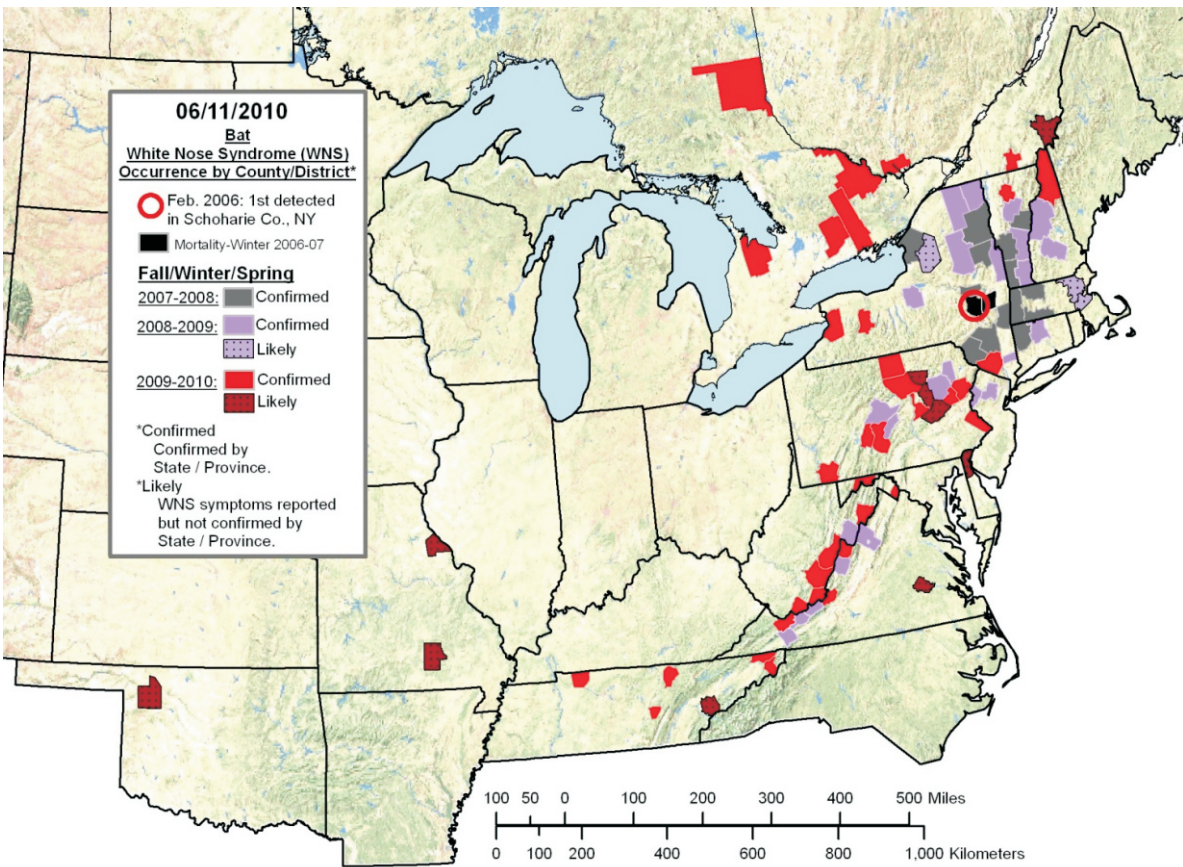 06/11/2010
Bat
White Nose Syndrome (WNS)
Occurrence by County/District*
Feb. 2006: 1st detected
in Schoharie Co., NY
Mortality-Winter 2006-07
Fall/Winter/Spring
2007-2008: Confirmed
2008-2009: Confirmed
Likely
2009-2010: Confirmed
Likely
*Confirmed
Confirmed by
State / Province.
*Likely
WNS symptoms reported
but not confirmed by
State / Province.
100 50 0 100 200 300 400 500 Miles
0 100 200 400 600 800 1,000 Kilometers